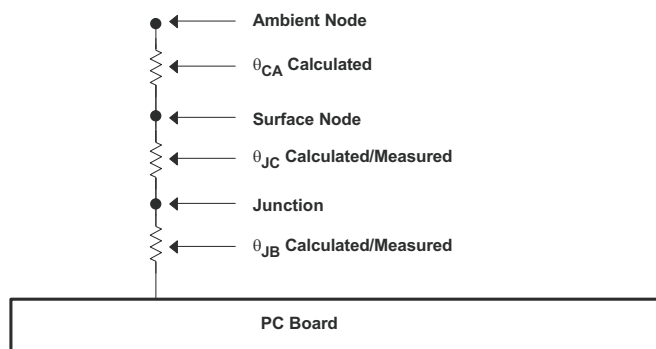 Ambient Node
θCA Calculated
Surface Node
θJC Calculated/Measured
Junction
θJB Calculated/Measured
PC Board